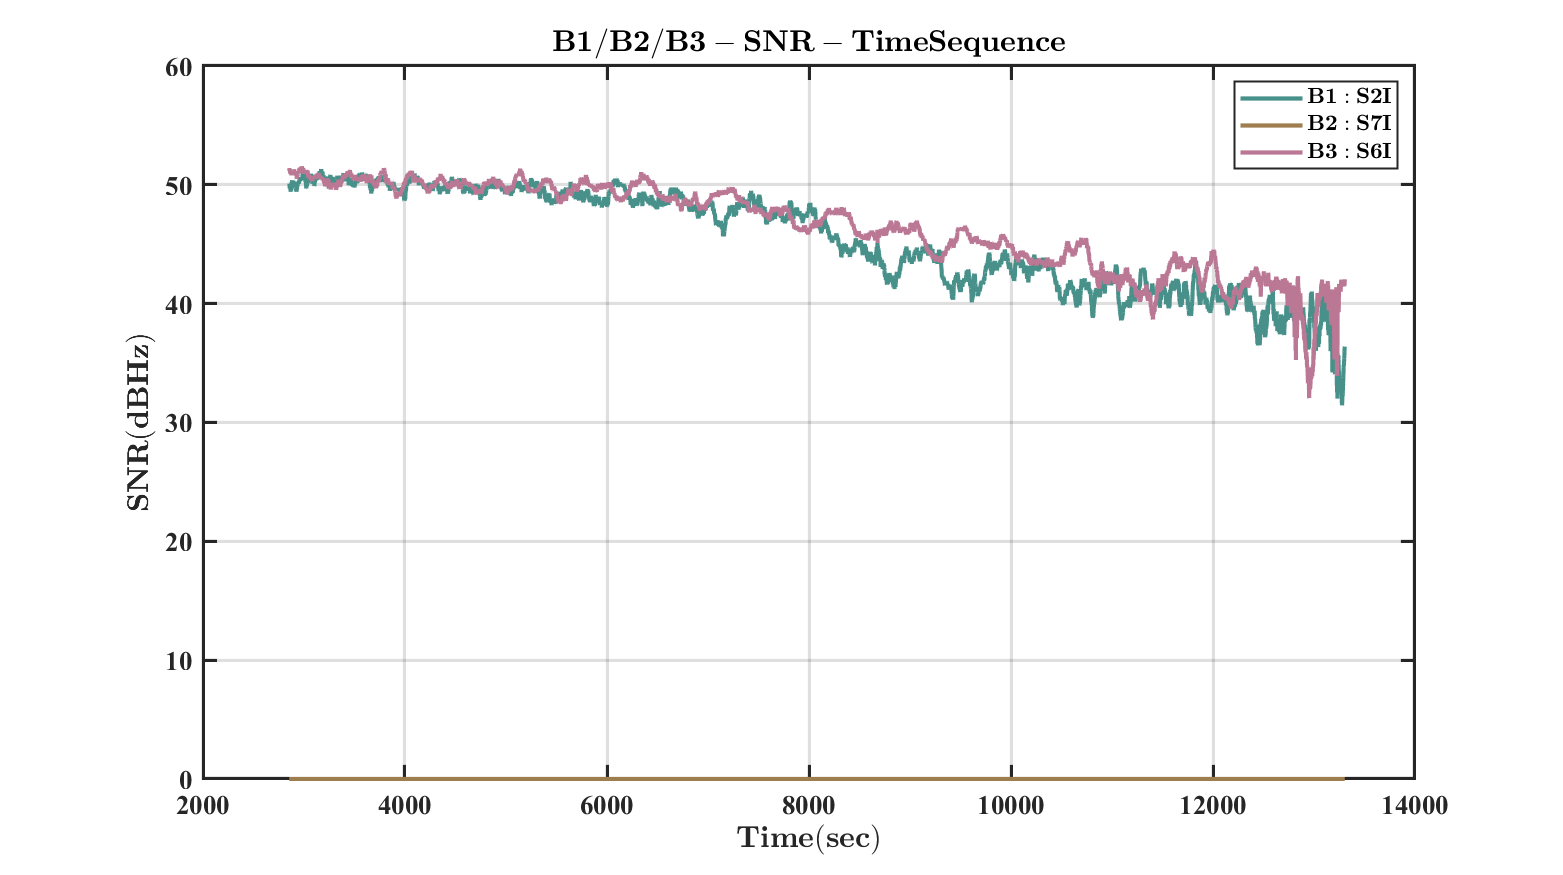 B1/B2/B3 – SNR – TimeSequence
60
50
40
30
20
10
0
SNR(dBHz)
B1 : S2I
B2 : S7I
B3 : S6I
2000 4000 6000 8000 10000 12000 14000
Time(sec)